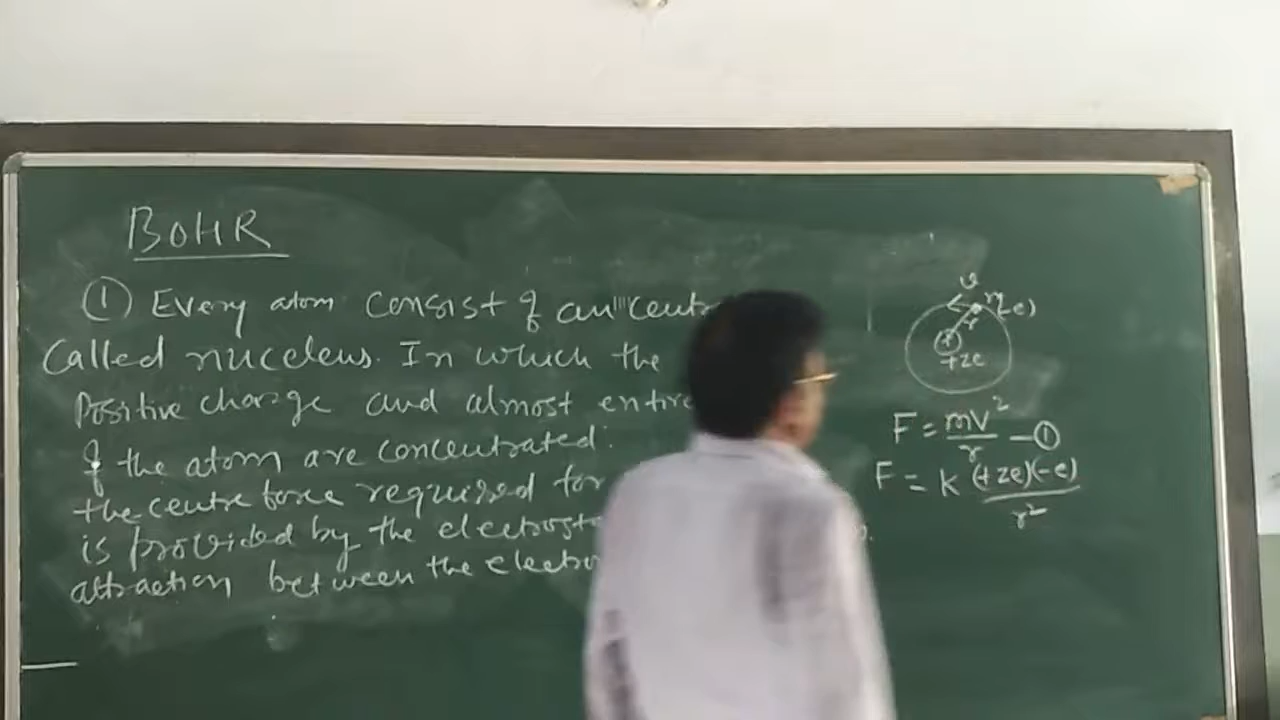 BOHR
① Every atom consist of an centr
Called nuceleus. In which the
Positive charge and almost entire
of the atom are concentrated.
the centre force required for
is provided by the electrost
attraction between the electro
v
(-e)
r
+ze
F = mv²/r —①
F = k (+ze)(-e)/r²